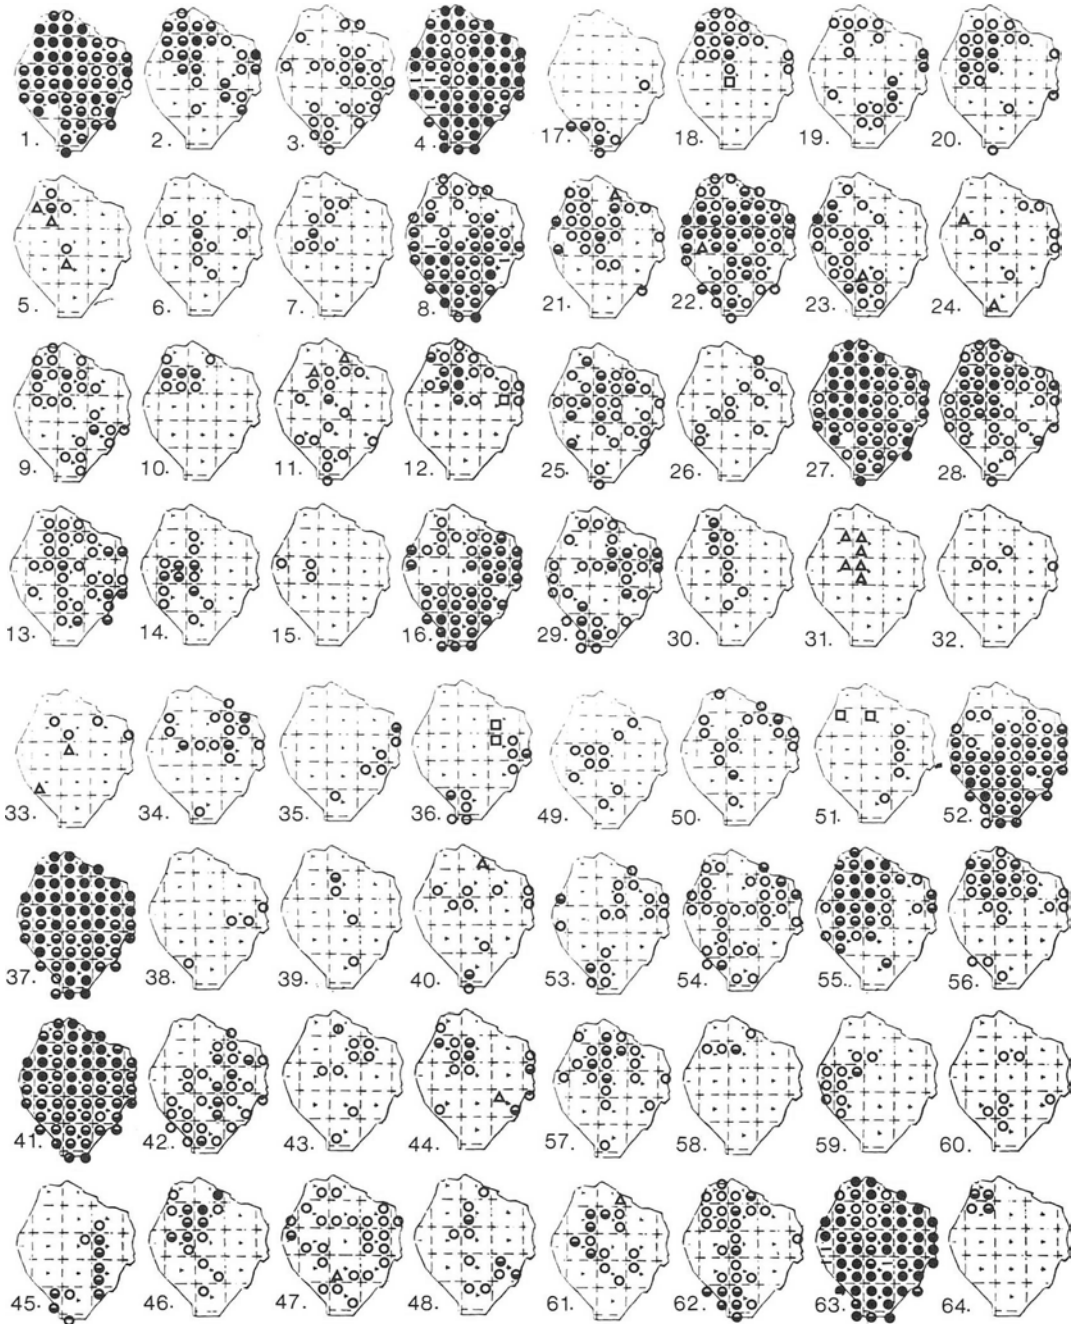 1. 2. 3. 4. 17. 18. 19. 20.
5. 6. 7. 8. 21. 22. 23. 24.
9. 10. 11. 12. 25. 26. 27. 28.
13. 14. 15. 16. 29. 30. 31. 32.
33. 34. 35. 36. 49. 50. 51. 52.
37. 38. 39. 40. 53. 54. 55. 56.
41. 42. 43. 44. 57. 58. 59. 60.
45. 46. 47. 48. 61. 62. 63. 64.